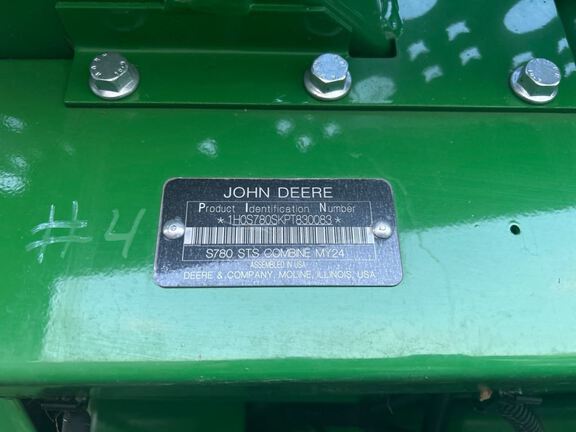 JOHN DEERE
Product Identification Number
*1H0S780SKPT830083*
S780 STS COMBINE MY24
ASSEMBLED IN USA
DEERE & COMPANY, MOLINE, ILLINOIS, USA
#4